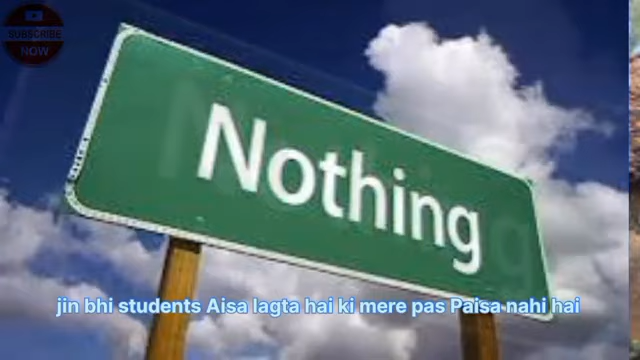 SUBSCRIBE
NOW
Nothing
jin bhi students Aisa lagta hai ki mere pas Paisa nahi hai